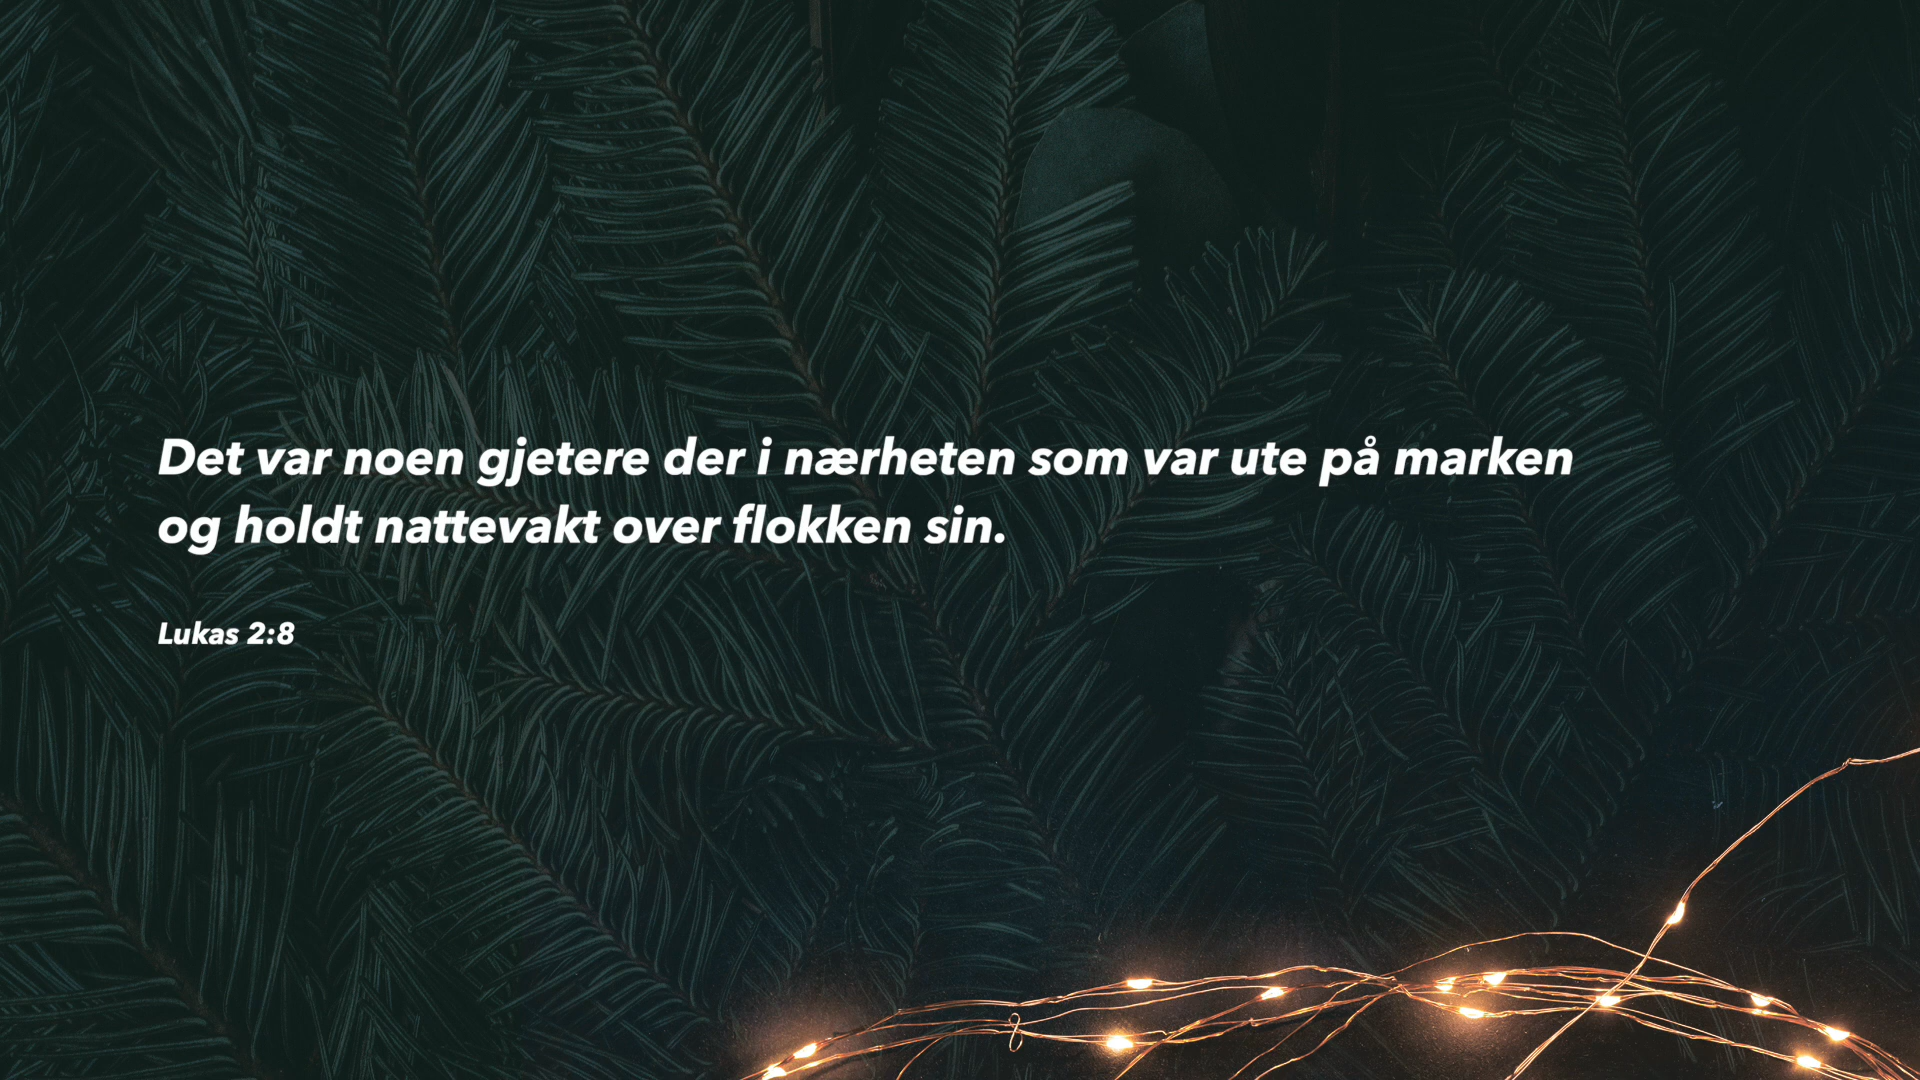 Det var noen gjetere der i nærheten som var ute på marken
og holdt nattevakt over flokken sin.
Lukas 2:8